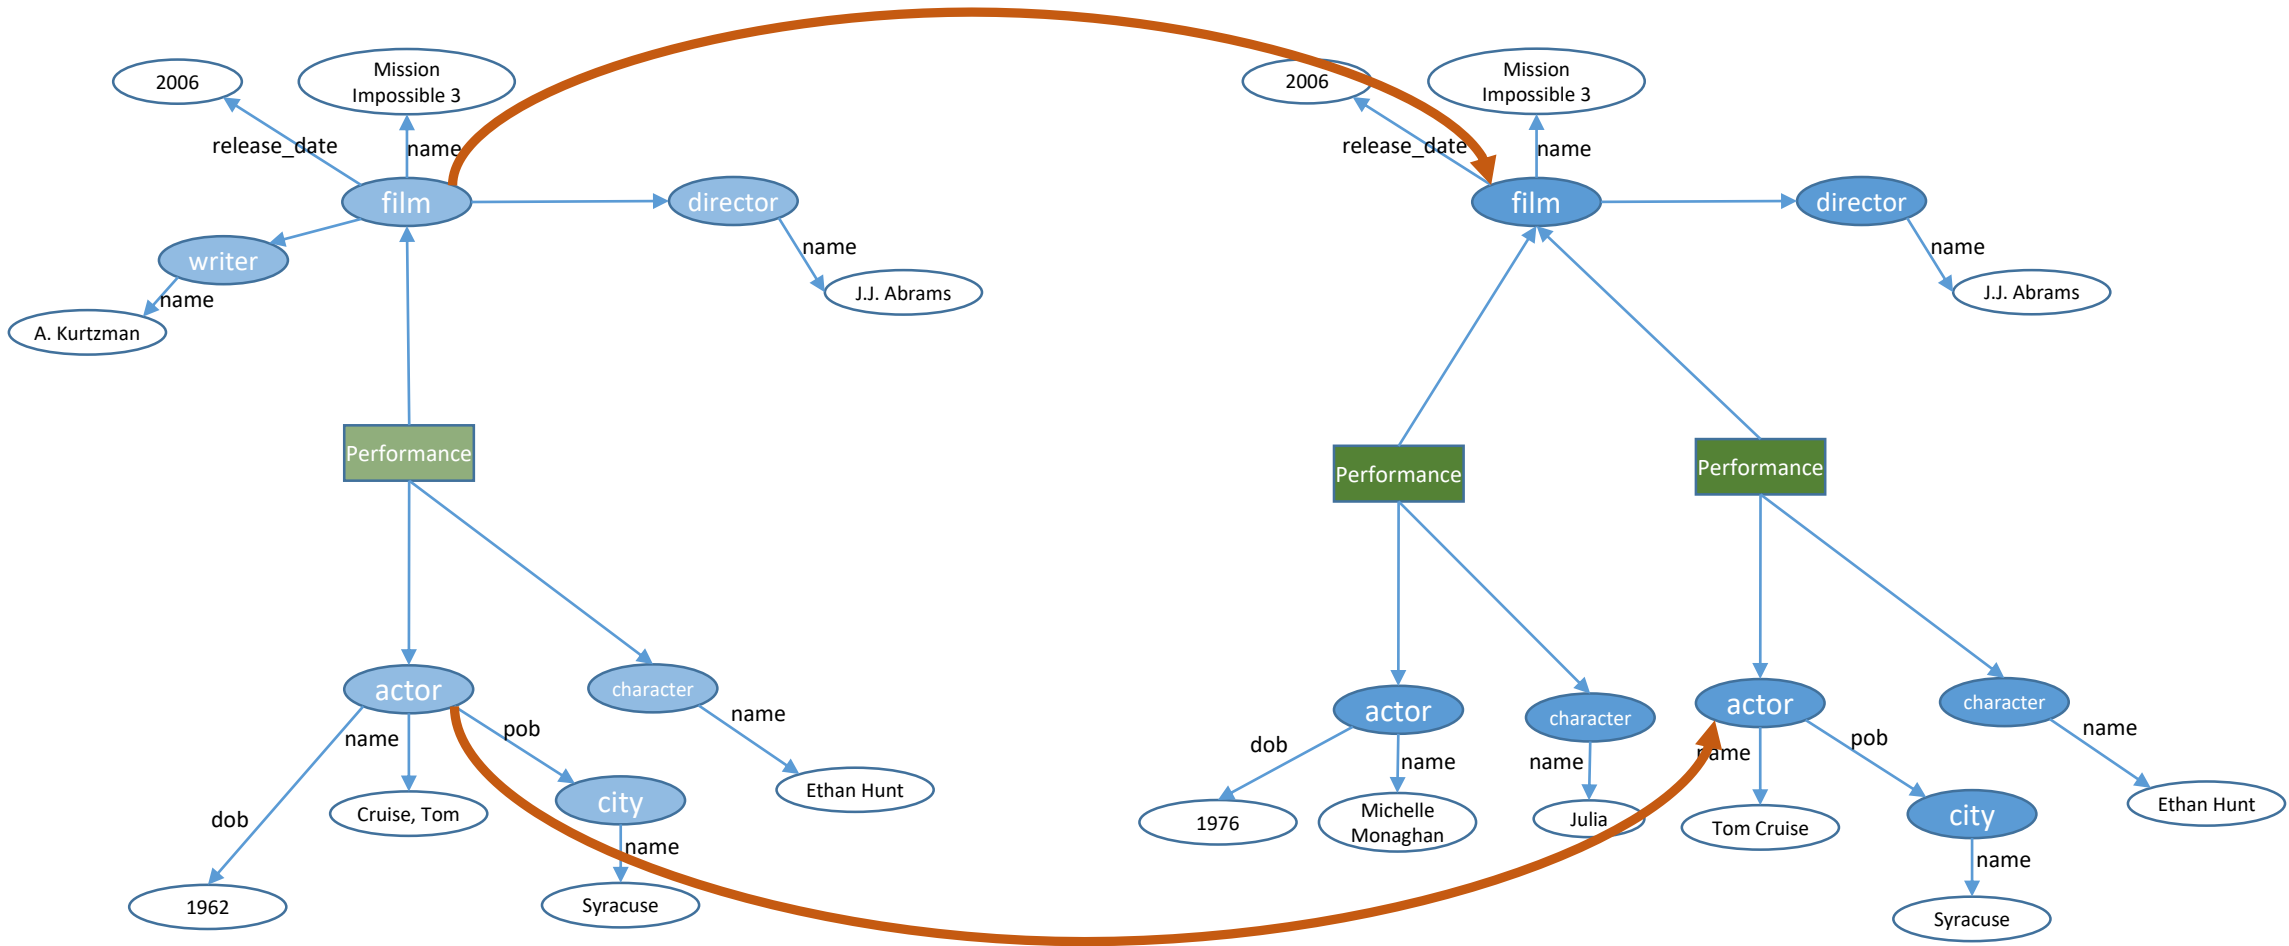 2006
Mission
Impossible 3
release_date
name
film
director
writer
name
name
A. Kurtzman
J.J. Abrams
Performance
actor
character
name
name
pob
dob
Cruise, Tom
city
Ethan Hunt
name
1962
Syracuse
2006
Mission
Impossible 3
release_date
name
film
director
name
J.J. Abrams
Performance
Performance
actor
character
actor
character
dob
name
name
name
pob
name
1976
Michelle
Monaghan
Julia
Tom Cruise
city
Ethan Hunt
name
Syracuse